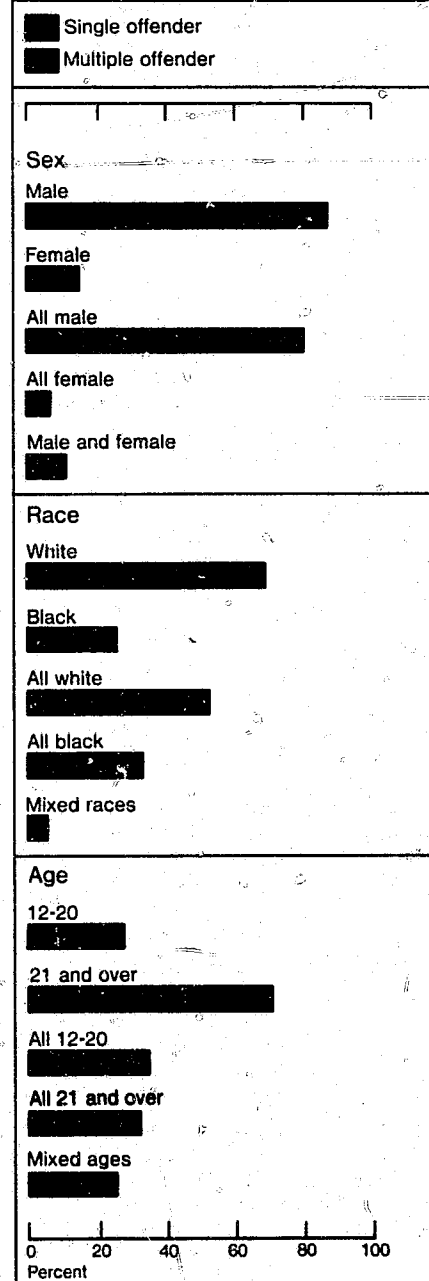 Single offender
Multiple offender
Sex
Male
Female
All male
All female
Male and female
Race
White
Black
All white
All black
Mixed races
Age
12-20
21 and over
All 12-20
All 21 and over
Mixed ages
0 20 40 60 80 100
Percent